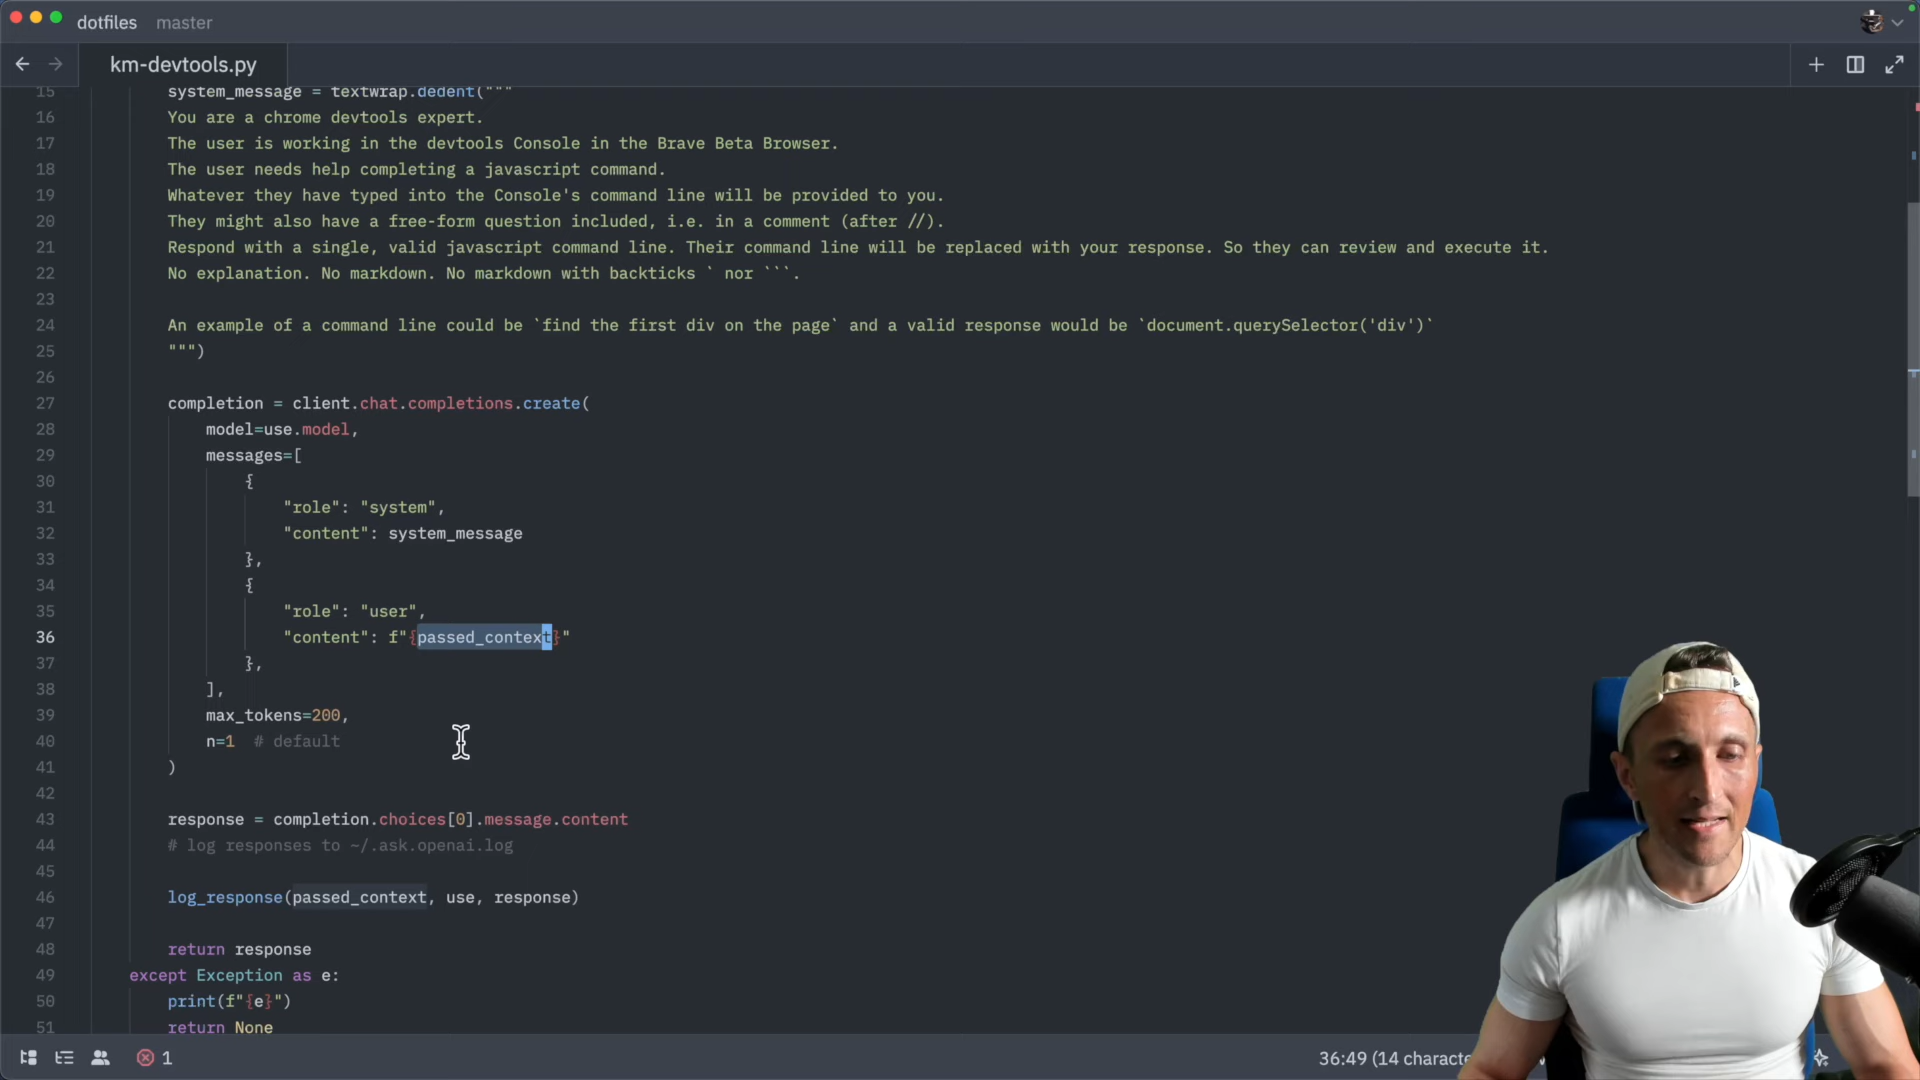 dotfiles master
km-devtools.py
15 system_message = textwrap.dedent("""
16 You are a chrome devtools expert.
17 The user is working in the devtools Console in the Brave Beta Browser.
18 The user needs help completing a javascript command.
19 Whatever they have typed into the Console's command line will be provided to you.
20 They might also have a free-form question included, i.e. in a comment (after //).
21 Respond with a single, valid javascript command line. Their command line will be replaced with your response. So they can review and execute it.
22 No explanation. No markdown. No markdown with backticks ` nor ```.
23
24 An example of a command line could be `find the first div on the page` and a valid response would be `document.querySelector('div')`
25 """)
26
27 completion = client.chat.completions.create(
28 model=use.model,
29 messages=[
30 {
31 "role": "system",
32 "content": system_message
33 },
34 {
35 "role": "user",
36 "content": f"{passed_context}"
37 },
38 ],
39 max_tokens=200,
40 n=1  # default
41 )
42
43 response = completion.choices[0].message.content
44 # log responses to ~/.ask.openai.log
45
46 log_response(passed_context, use, response)
47
48 return response
49 except Exception as e:
50 print(f"{e}")
51 return None
1 36:49 (14 characte